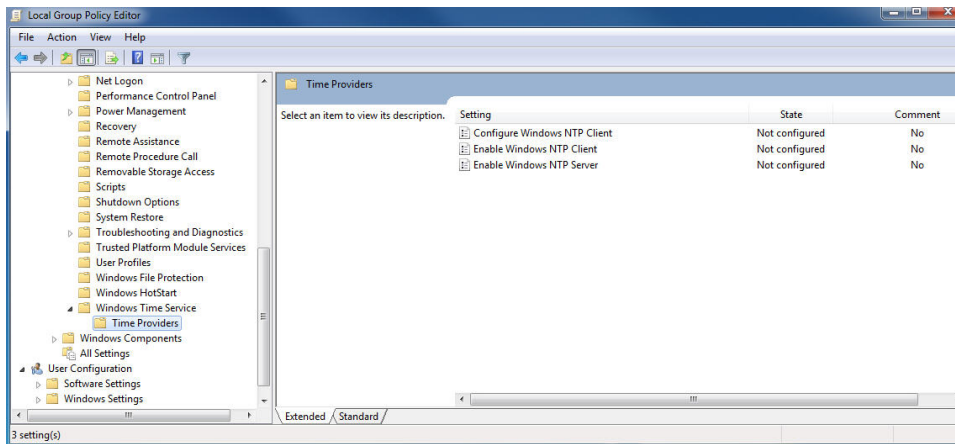 Local Group Policy Editor
File Action View Help
Net Logon
Performance Control Panel
Power Management
Recovery
Remote Assistance
Remote Procedure Call
Removable Storage Access
Scripts
Shutdown Options
System Restore
Troubleshooting and Diagnostics
Trusted Platform Module Services
User Profiles
Windows File Protection
Windows HotStart
Windows Time Service
Time Providers
Windows Components
All Settings
User Configuration
Software Settings
Windows Settings
Time Providers
Select an item to view its description.
Setting State Comment
Configure Windows NTP Client Not configured No
Enable Windows NTP Client Not configured No
Enable Windows NTP Server Not configured No
Extended Standard
3 setting(s)